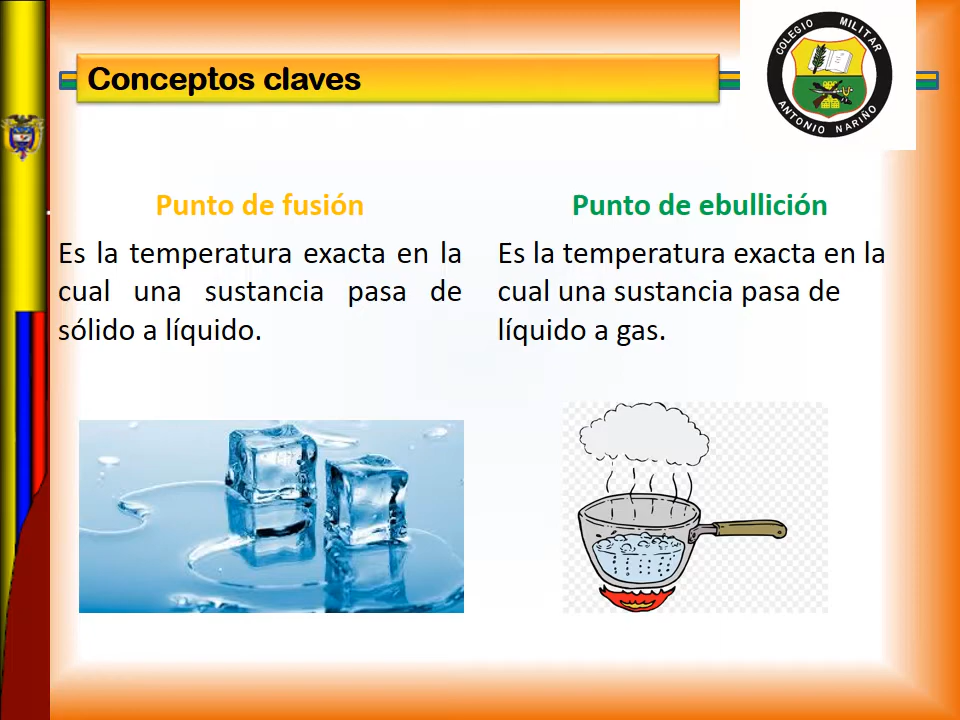 Conceptos claves
COLEGIO MILITAR
ANTONIO NARIÑO
Punto de fusión
Es la temperatura exacta en la
cual una sustancia pasa de
sólido a líquido.
Punto de ebullición
Es la temperatura exacta en la
cual una sustancia pasa de
líquido a gas.